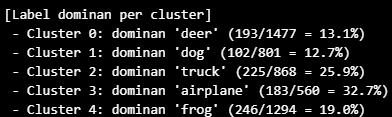 [Label dominan per cluster]
- Cluster 0: dominan 'deer' (193/1477 = 13.1%)
- Cluster 1: dominan 'dog' (102/801 = 12.7%)
- Cluster 2: dominan 'truck' (225/868 = 25.9%)
- Cluster 3: dominan 'airplane' (183/560 = 32.7%)
- Cluster 4: dominan 'frog' (246/1294 = 19.0%)